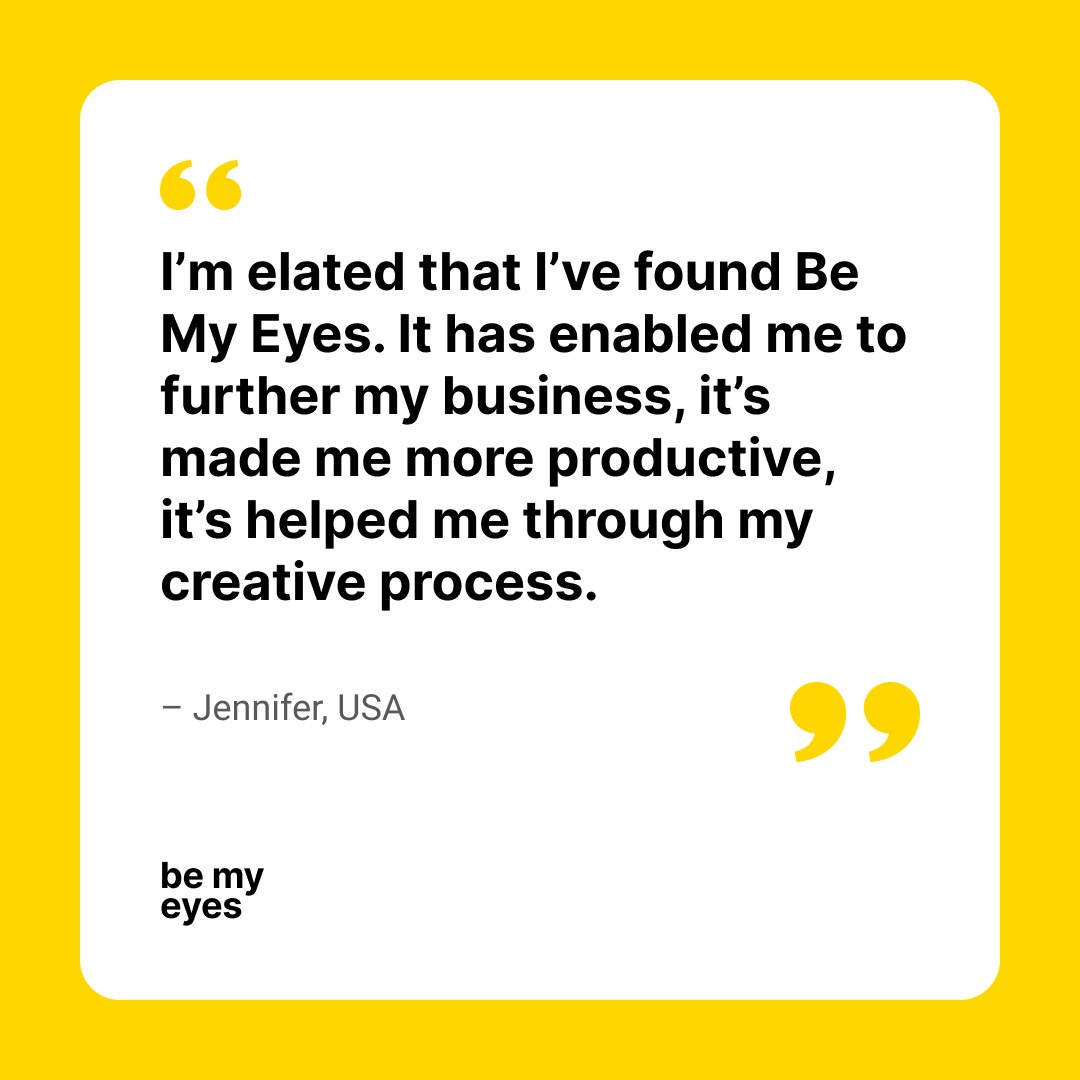 “
I’m elated that I’ve found Be
My Eyes. It has enabled me to
further my business, it’s
made me more productive,
it’s helped me through my
creative process.
– Jennifer, USA
”
be my
eyes